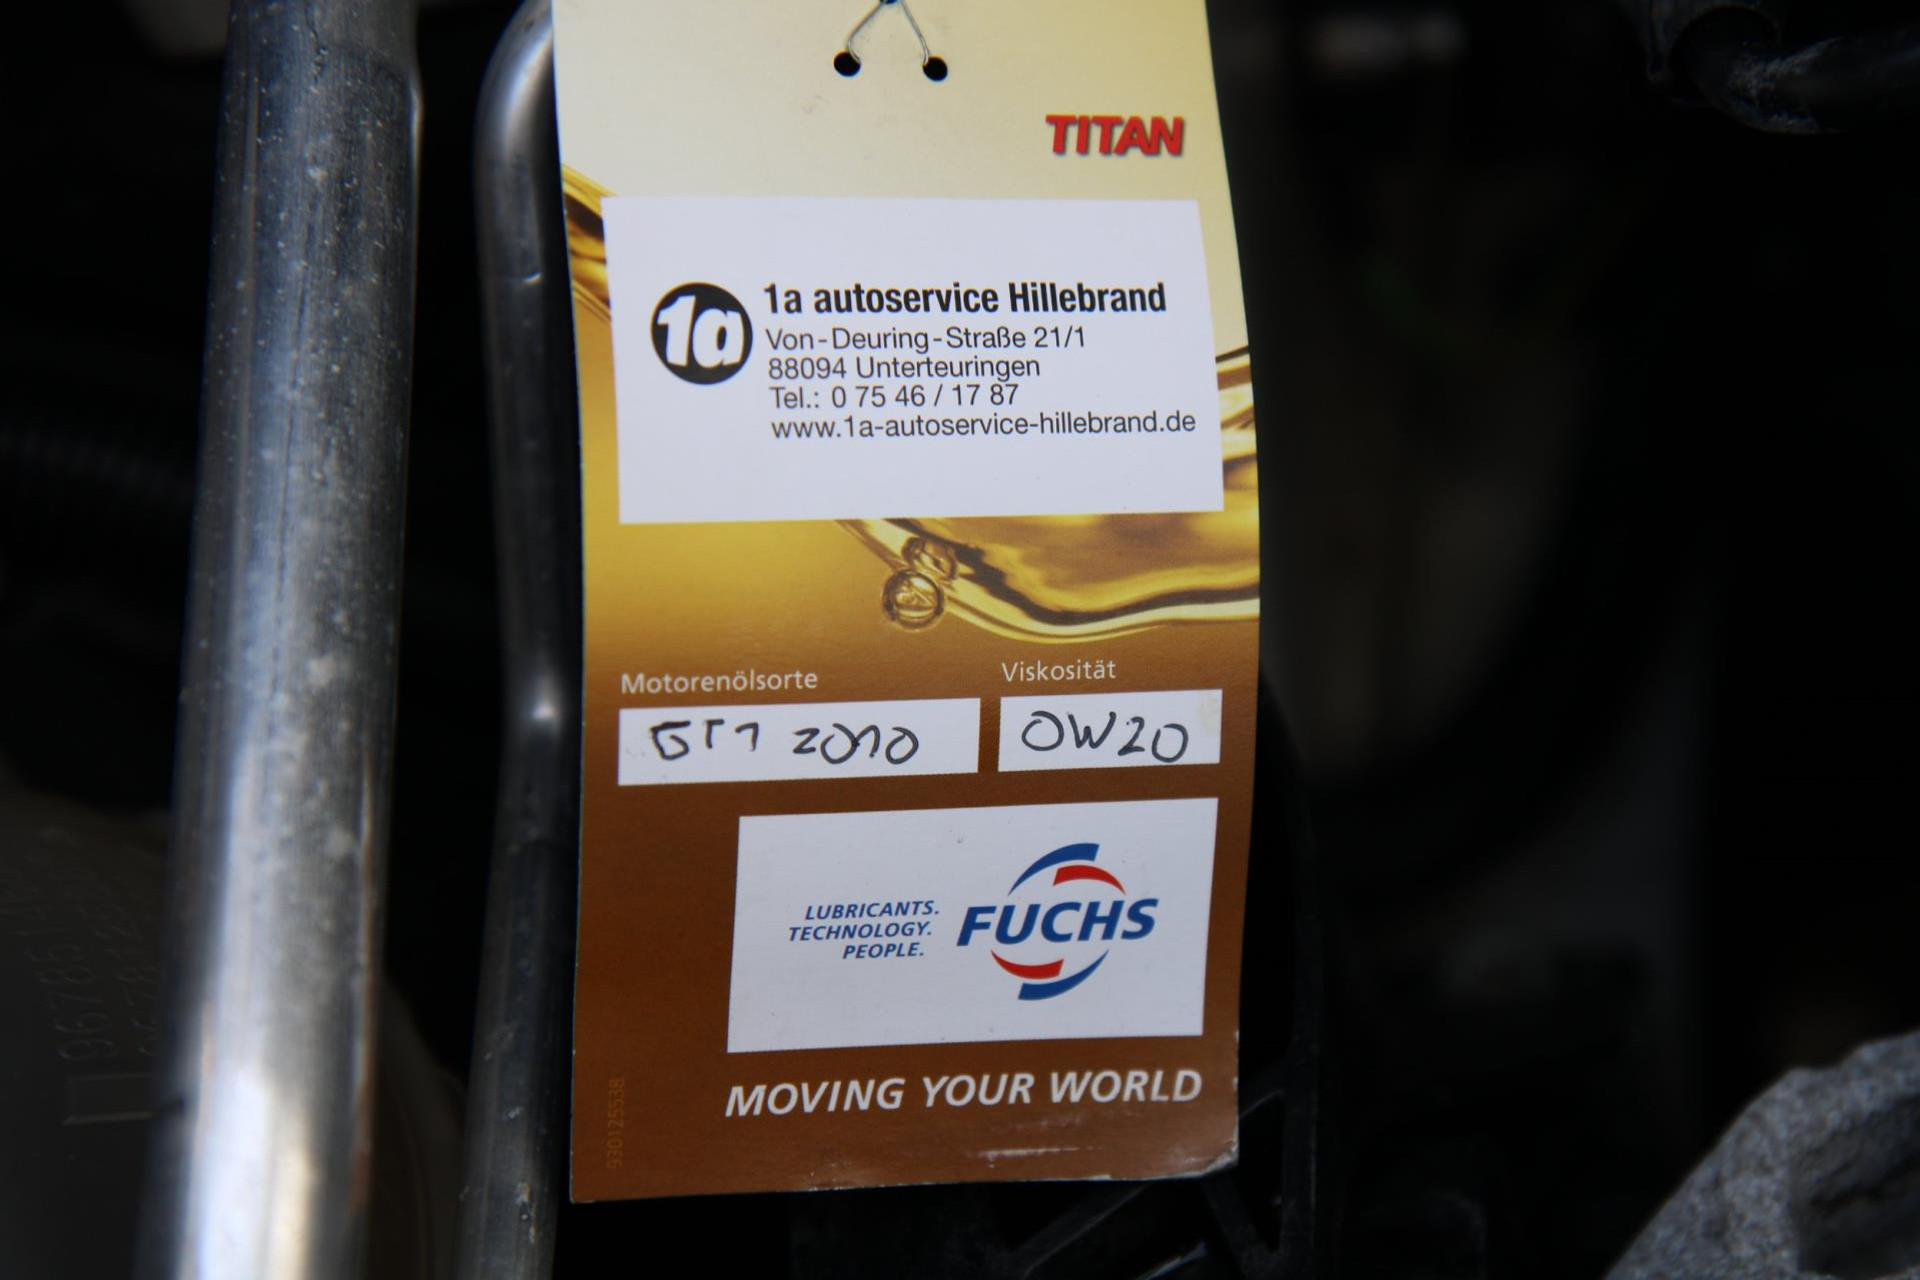 TITAN
1a
1a autoservice Hillebrand
Von-Deuring-Straße 21/1
88094 Unterteuringen
Tel.: 0 75 46 / 17 87
www.1a-autoservice-hillebrand.de
Motorenölsorte
Viskosität
GT1 2010
0W20
LUBRICANTS.
TECHNOLOGY.
PEOPLE.
FUCHS
MOVING YOUR WORLD
930125538